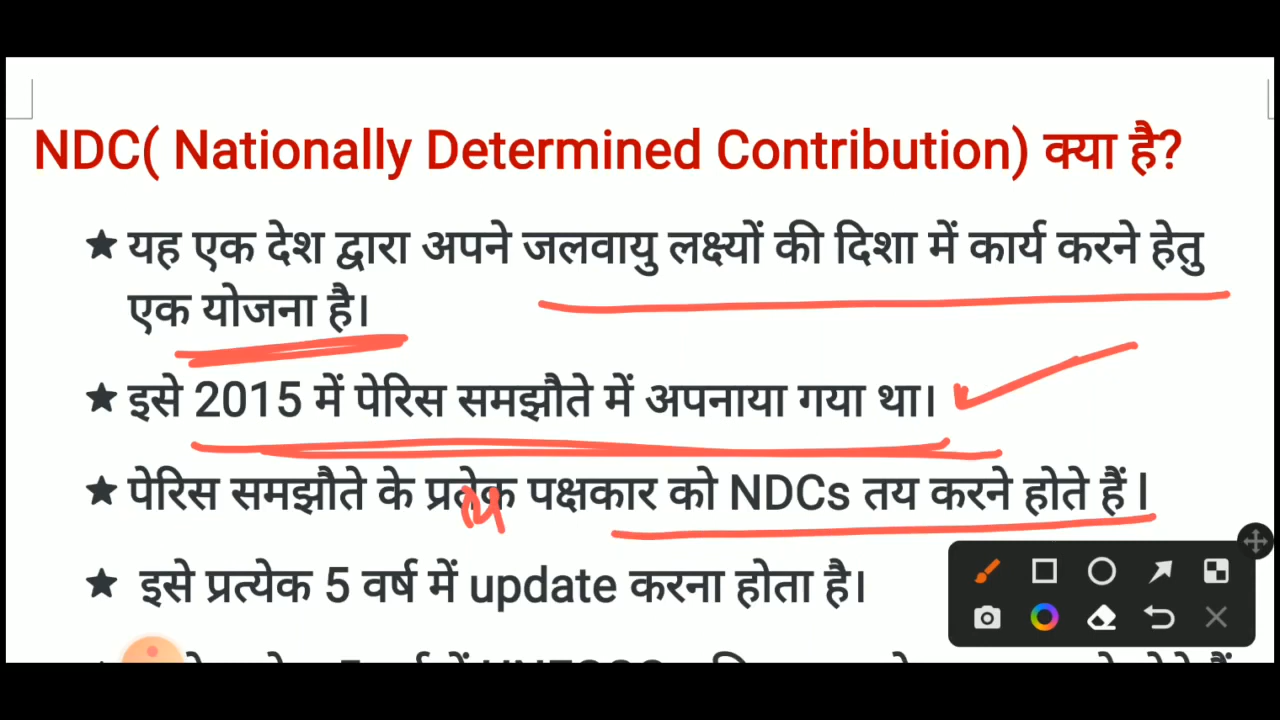 NDC( Nationally Determined Contribution) क्या है?
★ यह एक देश द्वारा अपने जलवायु लक्ष्यों की दिशा में कार्य करने हेतु
एक योजना है।
★ इसे 2015 में पेरिस समझौते में अपनाया गया था।
★ पेरिस समझौते के प्रतेक पक्षकार को NDCs तय करने होते हैं l
★ इसे प्रत्येक 5 वर्ष में update करना होता है।